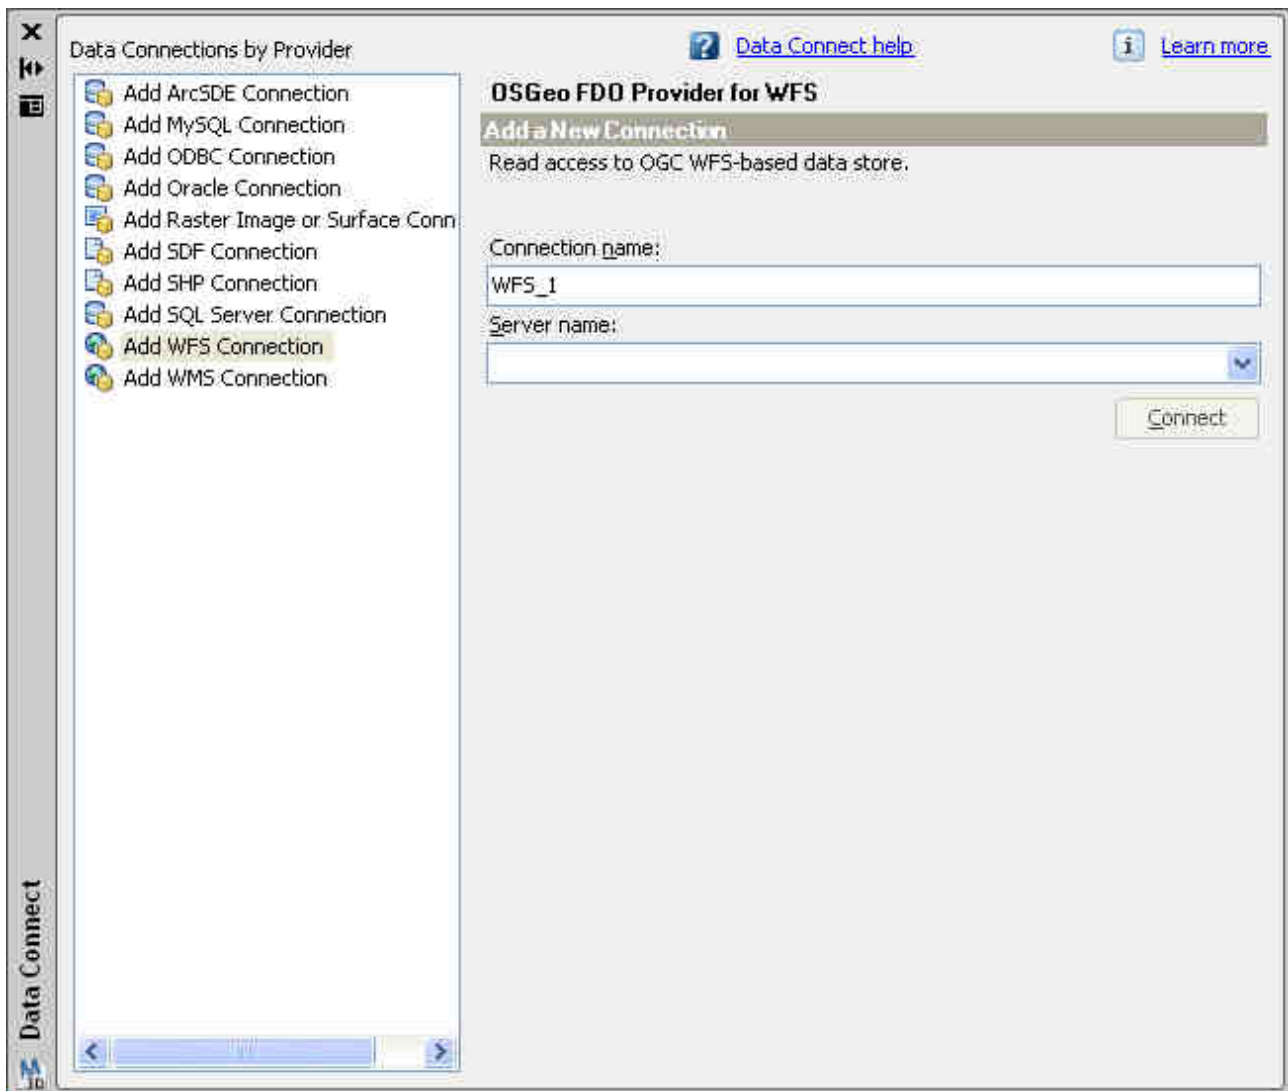 Data Connections by Provider
Data Connect help
Learn more
Add ArcSDE Connection
Add MySQL Connection
Add ODBC Connection
Add Oracle Connection
Add Raster Image or Surface Conn
Add SDF Connection
Add SHP Connection
Add SQL Server Connection
Add WFS Connection
Add WMS Connection
OSGeo FDO Provider for WFS
Add a New Connection
Read access to OGC WFS-based data store.
Connection name:
WFS_1
Server name:
Connect
Data Connect